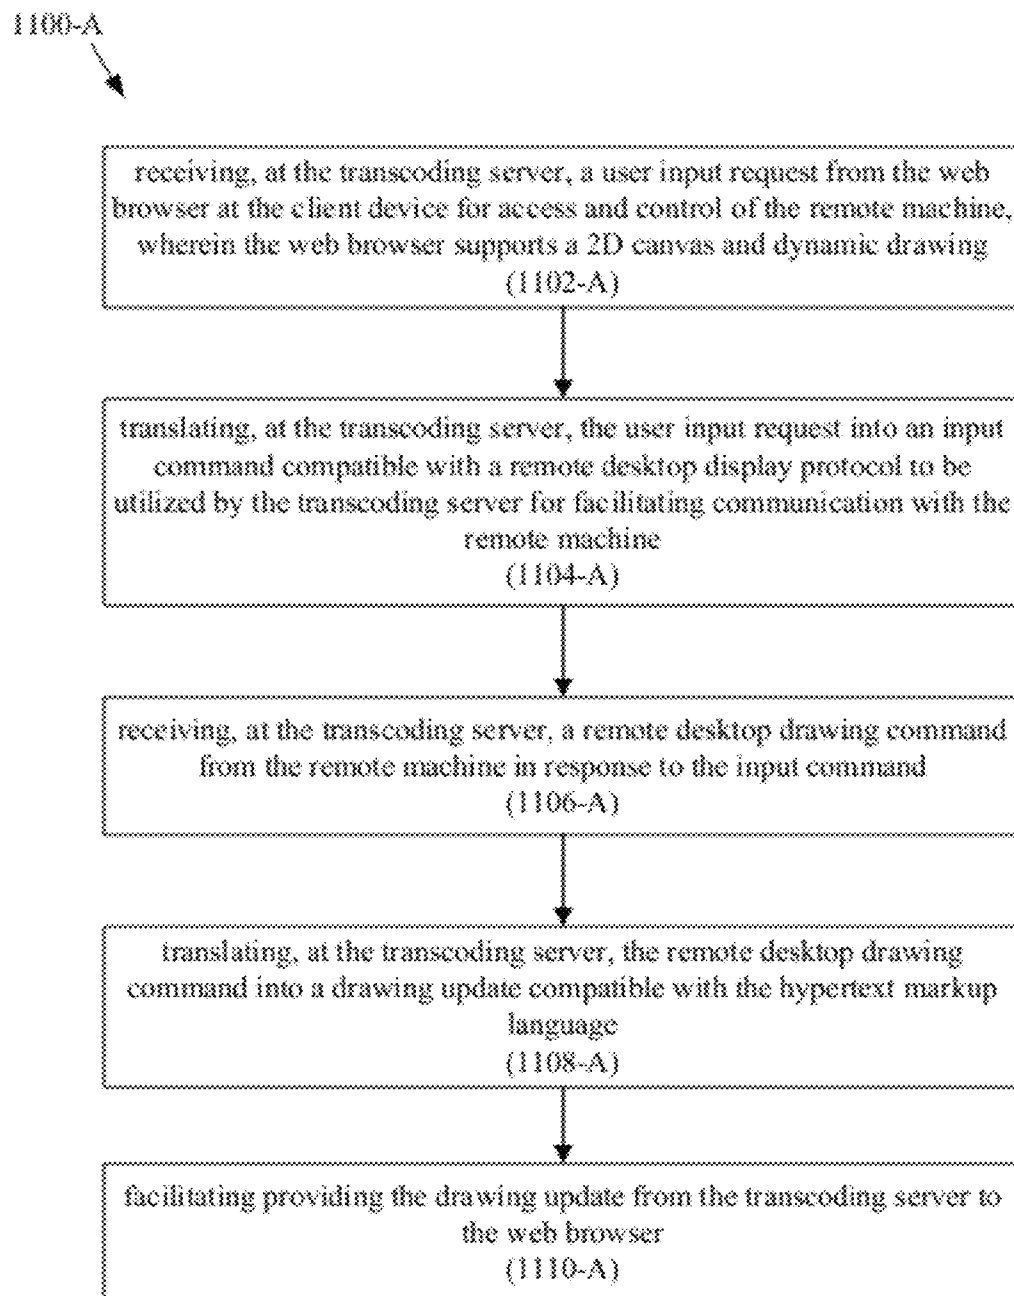 1100-A
receiving, at the transcoding server, a user input request from the web
browser at the client device for access and control of the remote machine,
wherein the web browser supports a 2D canvas and dynamic drawing
(1102-A)
translating, at the transcoding server, the user input request into an input
command compatible with a remote desktop display protocol to be
utilized by the transcoding server for facilitating communication with the
remote machine
(1104-A)
receiving, at the transcoding server, a remote desktop drawing command
from the remote machine in response to the input command
(1106-A)
translating, at the transcoding server, the remote desktop drawing
command into a drawing update compatible with the hypertext markup
language
(1108-A)
facilitating providing the drawing update from the transcoding server to
the web browser
(1110-A)